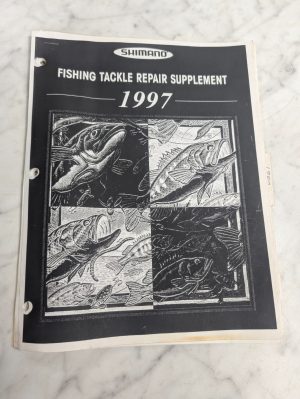 SHIMANO
FISHING TACKLE REPAIR SUPPLEMENT
1997